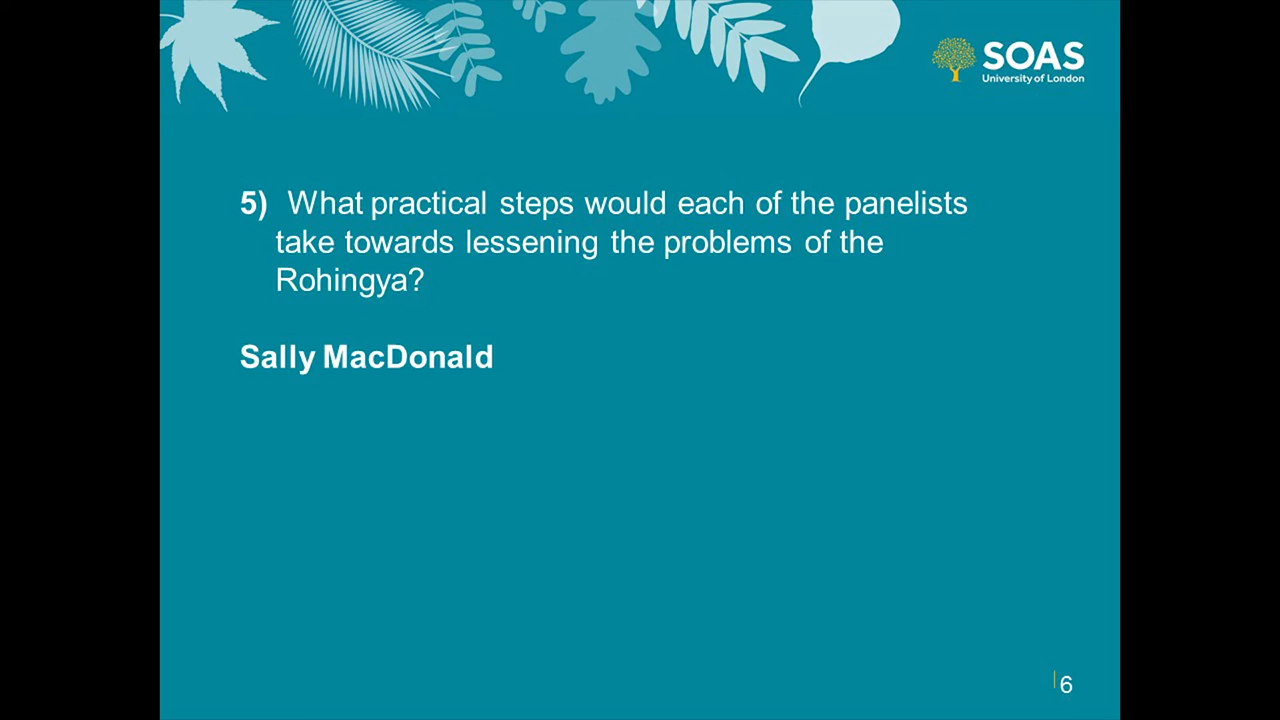 SOAS
University of London
5) What practical steps would each of the panelists
take towards lessening the problems of the
Rohingya?
Sally MacDonald
6